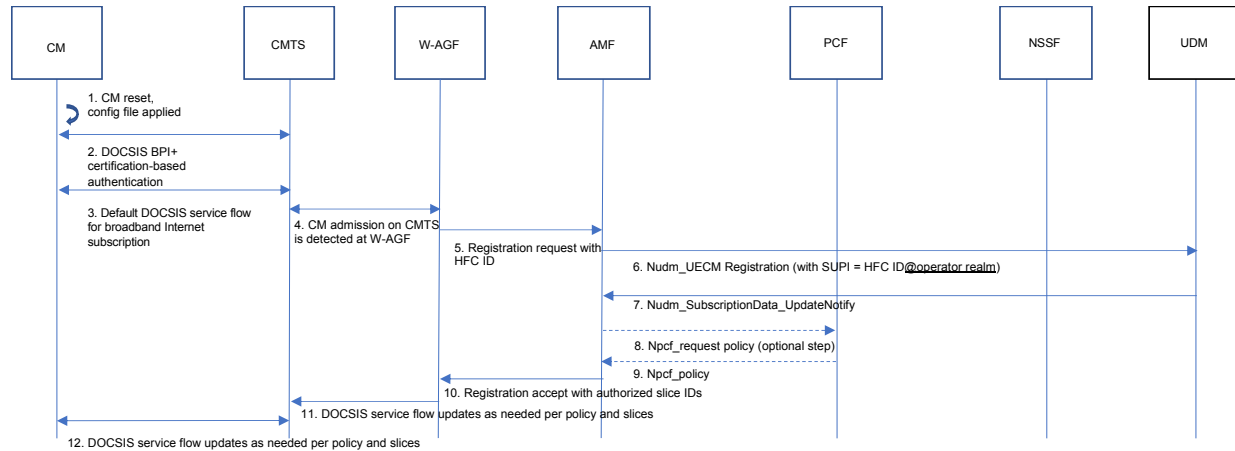 CM
CMTS
W-AGF
AMF
PCF
NSSF
UDM
1. CM reset,
config file applied
2. DOCSIS BPI+
certification-based
authentication
3. Default DOCSIS service flow
for broadband Internet
subscription
4. CM admission on CMTS
is detected at W-AGF
5. Registration request with
HFC ID
6. Nudm_UECM Registration (with SUPI = HFC ID@operator realm)
7. Nudm_SubscriptionData_UpdateNotify
8. Npcf_request policy (optional step)
9. Npcf_policy
10. Registration accept with authorized slice IDs
11. DOCSIS service flow updates as needed per policy and slices
12. DOCSIS service flow updates as needed per policy and slices